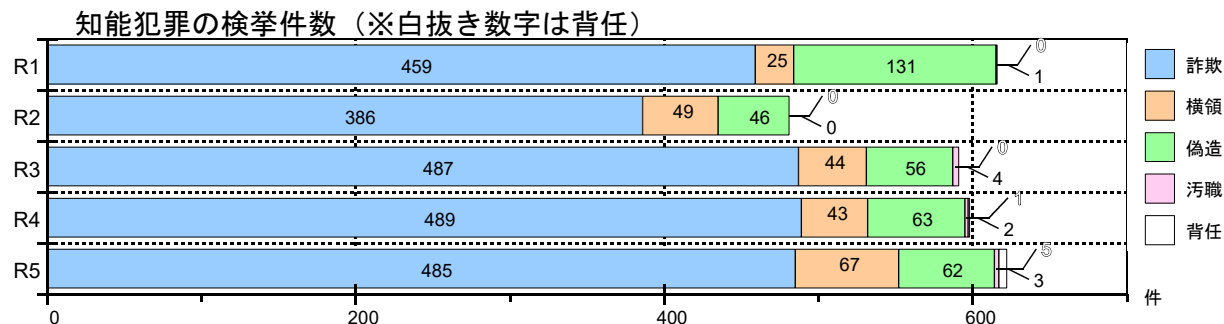 知能犯罪の検挙件数（※白抜き数字は背任）
R1 459 25 131 0 1
R2 386 49 46 0 0
R3 487 44 56 0 4
R4 489 43 63 1 2
R5 485 67 62 5 3
0 200 400 600 件
詐欺
横領
偽造
汚職
背任